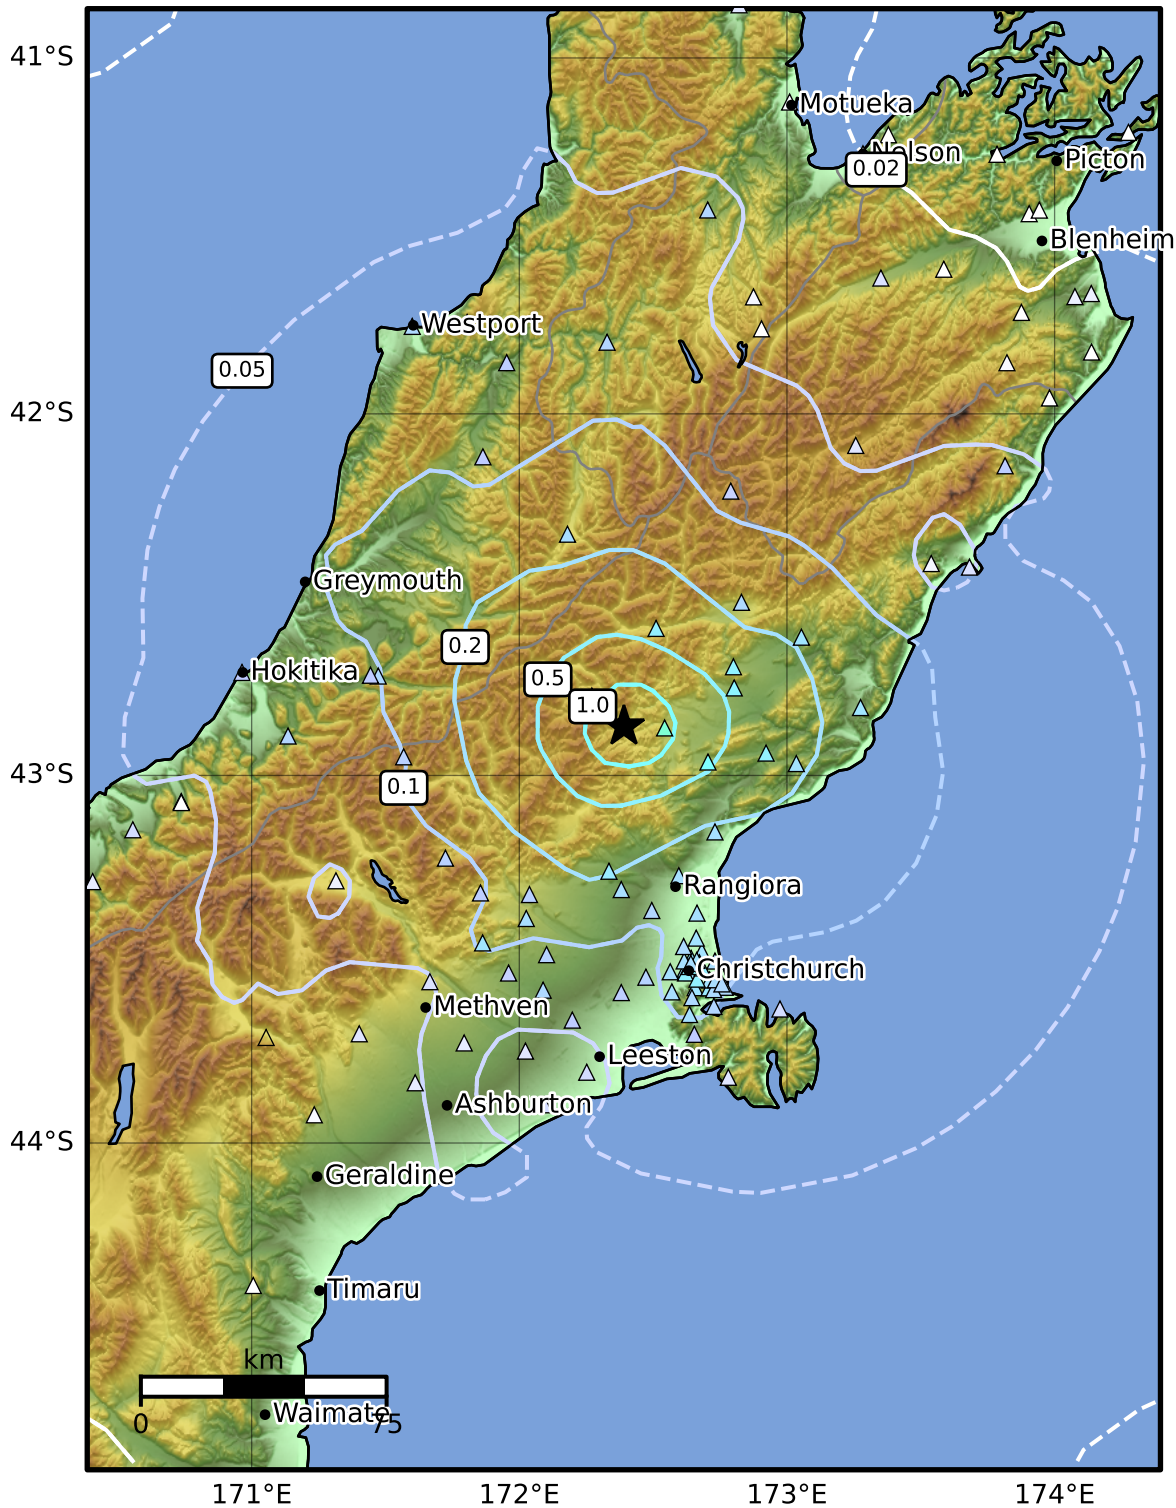 41°S
Motueka
Nelson
Picton
0.02
Blenheim
Westport
0.05
42°S
Greymouth
0.2
Hokitika
0.5
1.0
43°S
0.1
Rangiora
Christchurch
Methven
Leeston
Ashburton
44°S
Geraldine
Timaru
km
Waimate
0
75
171°E
172°E
173°E
174°E